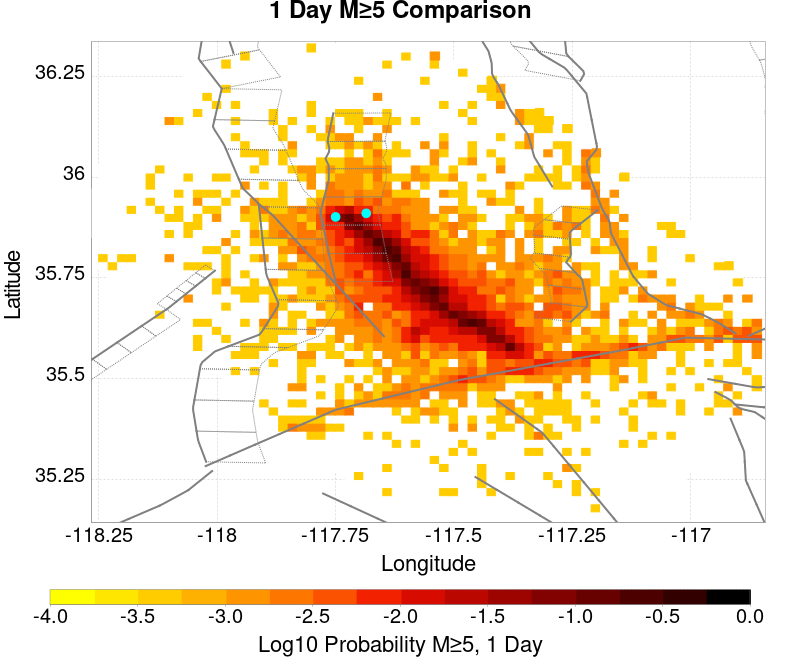 1 Day M≥5 Comparison
36.25
36
35.75
35.5
35.25
Latitude
-118.25 -118 -117.75 -117.5 -117.25 -117
Longitude
-4.0 -3.5 -3.0 -2.5 -2.0 -1.5 -1.0 -0.5 0.0
Log10 Probability M≥5, 1 Day